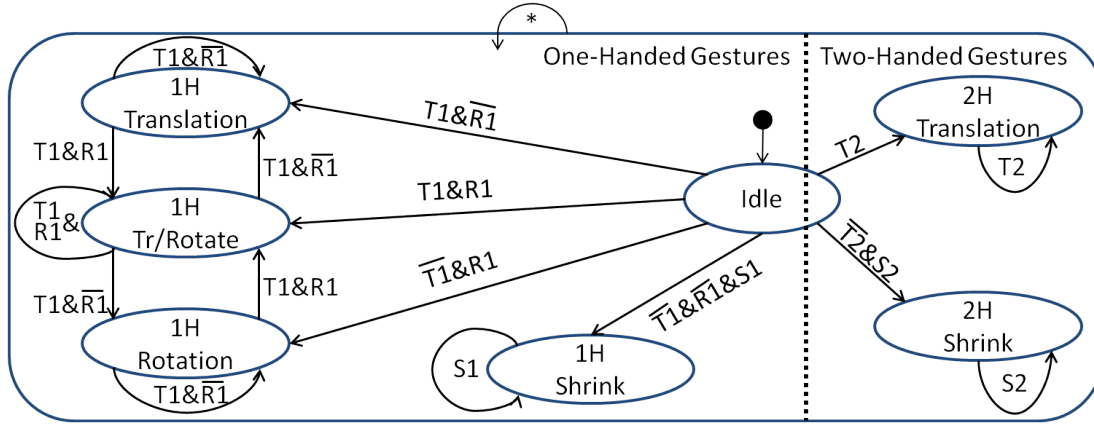 *
One-Handed Gestures
Two-Handed Gestures
T1&R̅1̅
1H
Translation
T1&R̅1̅
2H
Translation
T2
T2
T1&R1
T1&R̅1̅
T1&R1
Idle
T1
R1&
1H
Tr/Rotate
T̅1̅&R1
T̅2̅&S2
T1&R̅1̅
T1&R1
T̅1̅&R̅1̅&S1
1H
Rotation
T1&R̅1̅
S1
1H
Shrink
2H
Shrink
S2